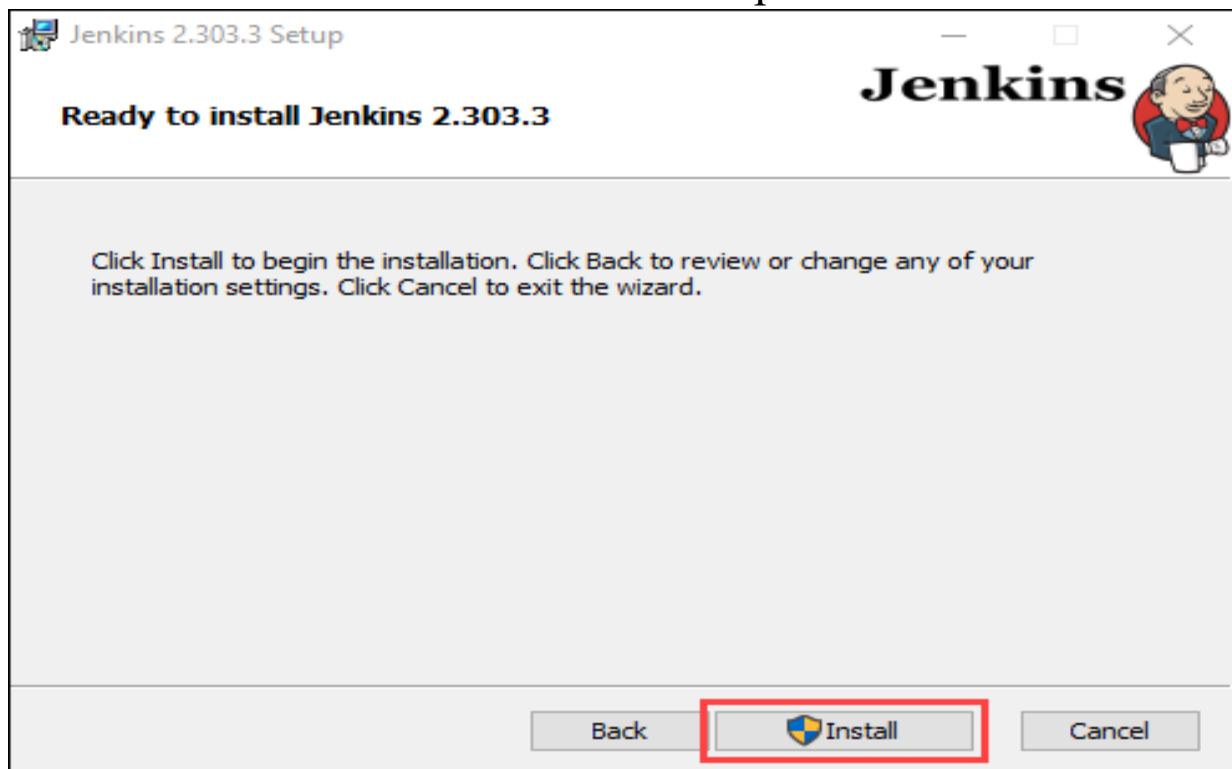 Jenkins 2.303.3 Setup
Jenkins
Ready to install Jenkins 2.303.3
Click Install to begin the installation. Click Back to review or change any of your
installation settings. Click Cancel to exit the wizard.
Back
Install
Cancel